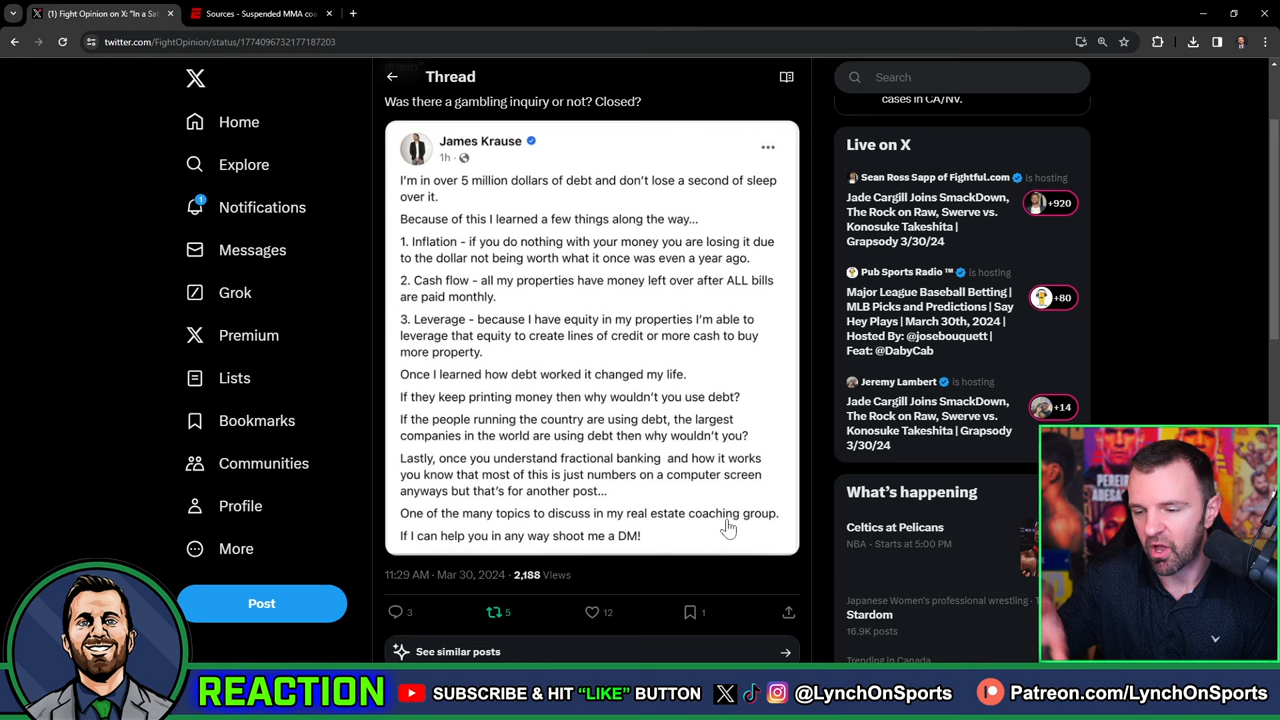 (1) Fight Opinion on X: "In a Sat
Sources - Suspended MMA coa
twitter.com/FightOpinion/status/1774096732177187203
Thread
Was there a gambling inquiry or not? Closed?
Home
Explore
1
Notifications
Messages
Grok
Premium
Lists
Bookmarks
Communities
Profile
More
Post
James Krause
1h ·
I'm in over 5 million dollars of debt and don't lose a second of sleep
over it.
Because of this I learned a few things along the way...
1. Inflation - if you do nothing with your money you are losing it due
to the dollar not being worth what it once was even a year ago.
2. Cash flow - all my properties have money left over after ALL bills
are paid monthly.
3. Leverage - because I have equity in my properties I'm able to
leverage that equity to create lines of credit or more cash to buy
more property.
Once I learned how debt worked it changed my life.
If they keep printing money then why wouldn't you use debt?
If the people running the country are using debt, the largest
companies in the world are using debt then why wouldn't you?
Lastly, once you understand fractional banking and how it works
you know that most of this is just numbers on a computer screen
anyways but that's for another post...
One of the many topics to discuss in my real estate coaching group.
If I can help you in any way shoot me a DM!
11:29 AM · Mar 30, 2024 · 2,188 Views
3
5
12
1
See similar posts
Search
cases in CA/NV.
Live on X
Sean Ross Sapp of Fightful.com is hosting
Jade Cargill Joins SmackDown,
The Rock on Raw, Swerve vs.
Konosuke Takeshita |
Grapsody 3/30/24
+920
Pub Sports Radio ™ is hosting
Major League Baseball Betting |
MLB Picks and Predictions | Say
Hey Plays | March 30th, 2024 |
Hosted By: @josebouquett |
Feat: @DabyCab
+80
Jeremy Lambert is hosting
Jade Cargill Joins SmackDown,
The Rock on Raw, Swerve vs.
Konosuke Takeshita | Grapsody
3/30/24
+14
What's happening
Celtics at Pelicans
NBA · Starts at 5:00 PM
Japanese Women's professional wrestling ·
Stardom
16.9K posts
Trending in Canada
PEREIR
ADESA
REACTION
SUBSCRIBE & HIT "LIKE" BUTTON
@LynchOnSports
Patreon.com/LynchOnSports